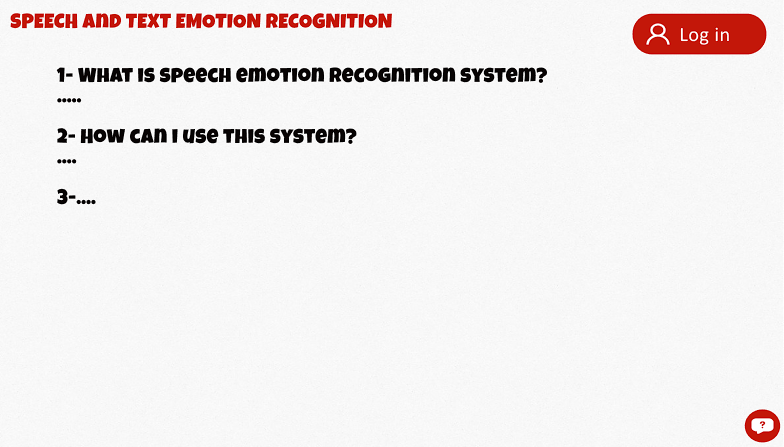 SPEECH AND TEXT EMOTION RECOGNITION
Log in
1- What is speech emotion Recognition system?
.....
2- How can I use this system?
....
3-....
?